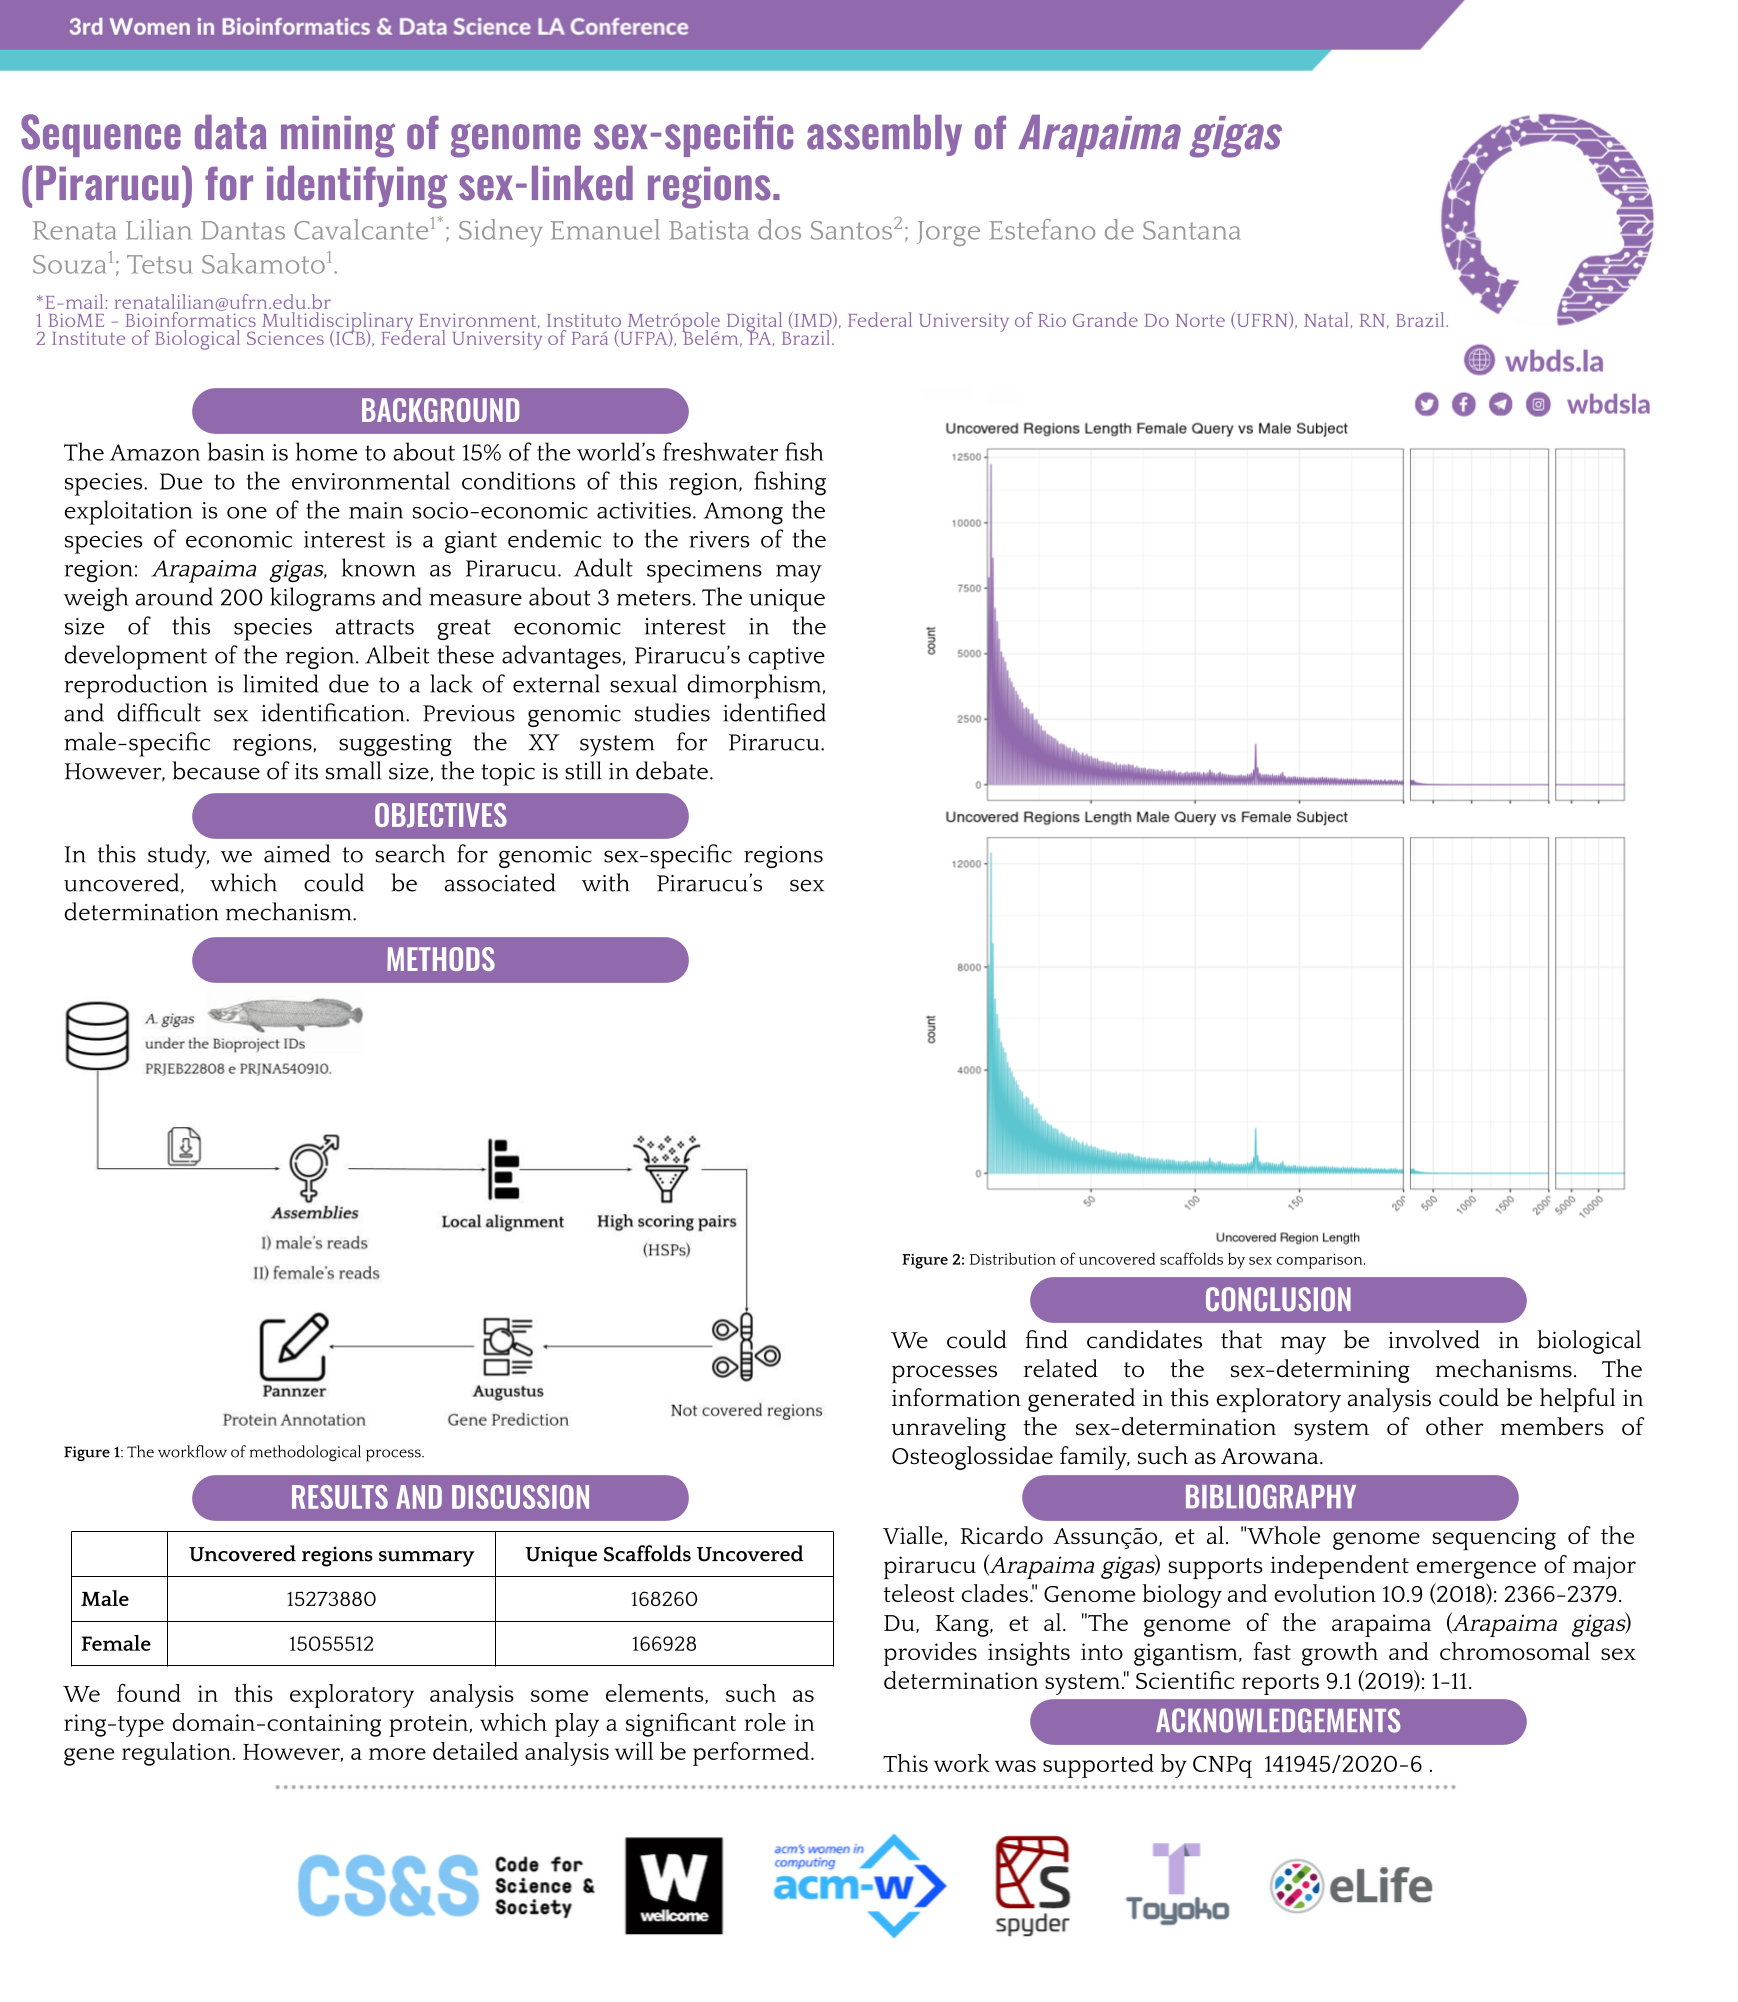 3rd Women in Bioinformatics & Data Science LA Conference
Sequence data mining of genome sex-specific assembly of Arapaima gigas
(Pirarucu) for identifying sex-linked regions.
Renata Lilian Dantas Cavalcante1*; Sidney Emanuel Batista dos Santos2; Jorge Estefano de Santana
Souza1; Tetsu Sakamoto1.
*E-mail: renatalilian@ufrn.edu.br
1 BioME - Bioinformatics Multidisciplinary Environment, Instituto Metrópole Digital (IMD), Federal University of Rio Grande Do Norte (UFRN), Natal, RN, Brazil.
2 Institute of Biological Sciences (ICB), Federal University of Pará (UFPA), Belém, PA, Brazil.
wbds.la
wbdsla
BACKGROUND
The Amazon basin is home to about 15% of the world's freshwater fish
species. Due to the environmental conditions of this region, fishing
exploitation is one of the main socio-economic activities. Among the
species of economic interest is a giant endemic to the rivers of the
region: Arapaima gigas, known as Pirarucu. Adult specimens may
weigh around 200 kilograms and measure about 3 meters. The unique
size of this species attracts great economic interest in the
development of the region. Albeit these advantages, Pirarucu's captive
reproduction is limited due to a lack of external sexual dimorphism,
and difficult sex identification. Previous genomic studies identified
male-specific regions, suggesting the XY system for Pirarucu.
However, because of its small size, the topic is still in debate.
OBJECTIVES
In this study, we aimed to search for genomic sex-specific regions
uncovered, which could be associated with Pirarucu's sex
determination mechanism.
METHODS
A. gigas
under the Bioproject IDs
PRJEB22808 e PRJNA540910.
Assemblies
I) male's reads
II) female's reads
Local alignment
High scoring pairs
(HSPs)
Pannzer
Protein Annotation
Augustus
Gene Prediction
Not covered regions
Figure 1: The workflow of methodological process.
RESULTS AND DISCUSSION
Uncovered regions summary Unique Scaffolds Uncovered
Male 15273880 168260
Female 15055512 166928
We found in this exploratory analysis some elements, such as
ring-type domain-containing protein, which play a significant role in
gene regulation. However, a more detailed analysis will be performed.
Uncovered Regions Length Female Query vs Male Subject
12500
10000
7500
5000
2500
0
count
Uncovered Regions Length Male Query vs Female Subject
12000
8000
4000
0
count
50 100 150 200 500 1000 1500 2000 5000 10000
Uncovered Region Length
Figure 2: Distribution of uncovered scaffolds by sex comparison.
CONCLUSION
We could find candidates that may be involved in biological
processes related to the sex-determining mechanisms. The
information generated in this exploratory analysis could be helpful in
unraveling the sex-determination system of other members of
Osteoglossidae family, such as Arowana.
BIBLIOGRAPHY
Vialle, Ricardo Assunção, et al. "Whole genome sequencing of the
pirarucu (Arapaima gigas) supports independent emergence of major
teleost clades." Genome biology and evolution 10.9 (2018): 2366-2379.
Du, Kang, et al. "The genome of the arapaima (Arapaima gigas)
provides insights into gigantism, fast growth and chromosomal sex
determination system." Scientific reports 9.1 (2019): 1-11.
ACKNOWLEDGEMENTS
This work was supported by CNPq 141945/2020-6 .
CS&S
Code for
Science &
Society
W
wellcome
acm's women in
computing
acm-w
S
spyder
T
Toyoko
eLife